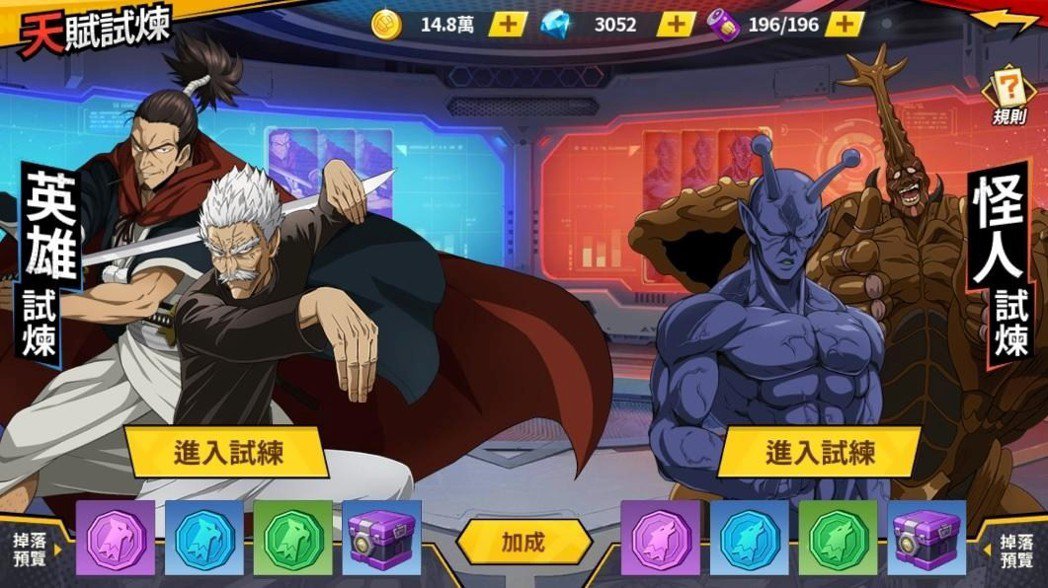 天賦試煉
14.8萬
3052
196/196
規則
英雄試煉
怪人試煉
進入試練
進入試練
掉落預覽
加成
掉落預覽